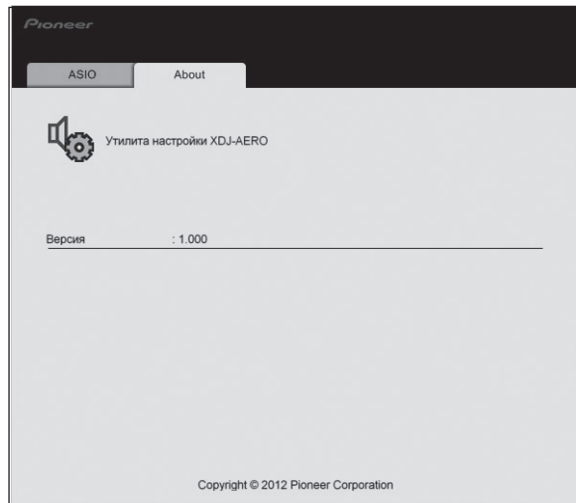 Pioneer
ASIO About
Утилита настройки XDJ-AERO
Версия : 1.000
Copyright © 2012 Pioneer Corporation